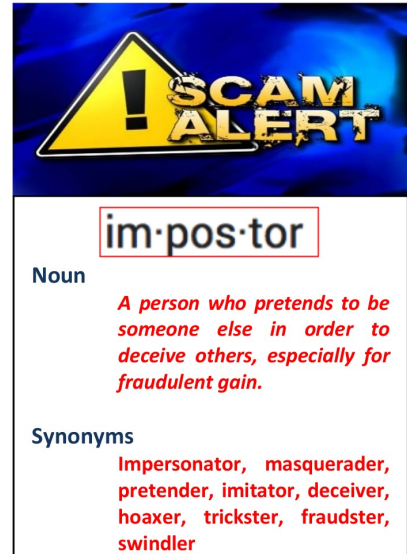 !
SCAM
ALERT
im·pos·tor
Noun
A person who pretends to be
someone else in order to
deceive others, especially for
fraudulent gain.
Synonyms
Impersonator, masquerader,
pretender, imitator, deceiver,
hoaxer, trickster, fraudster,
swindler